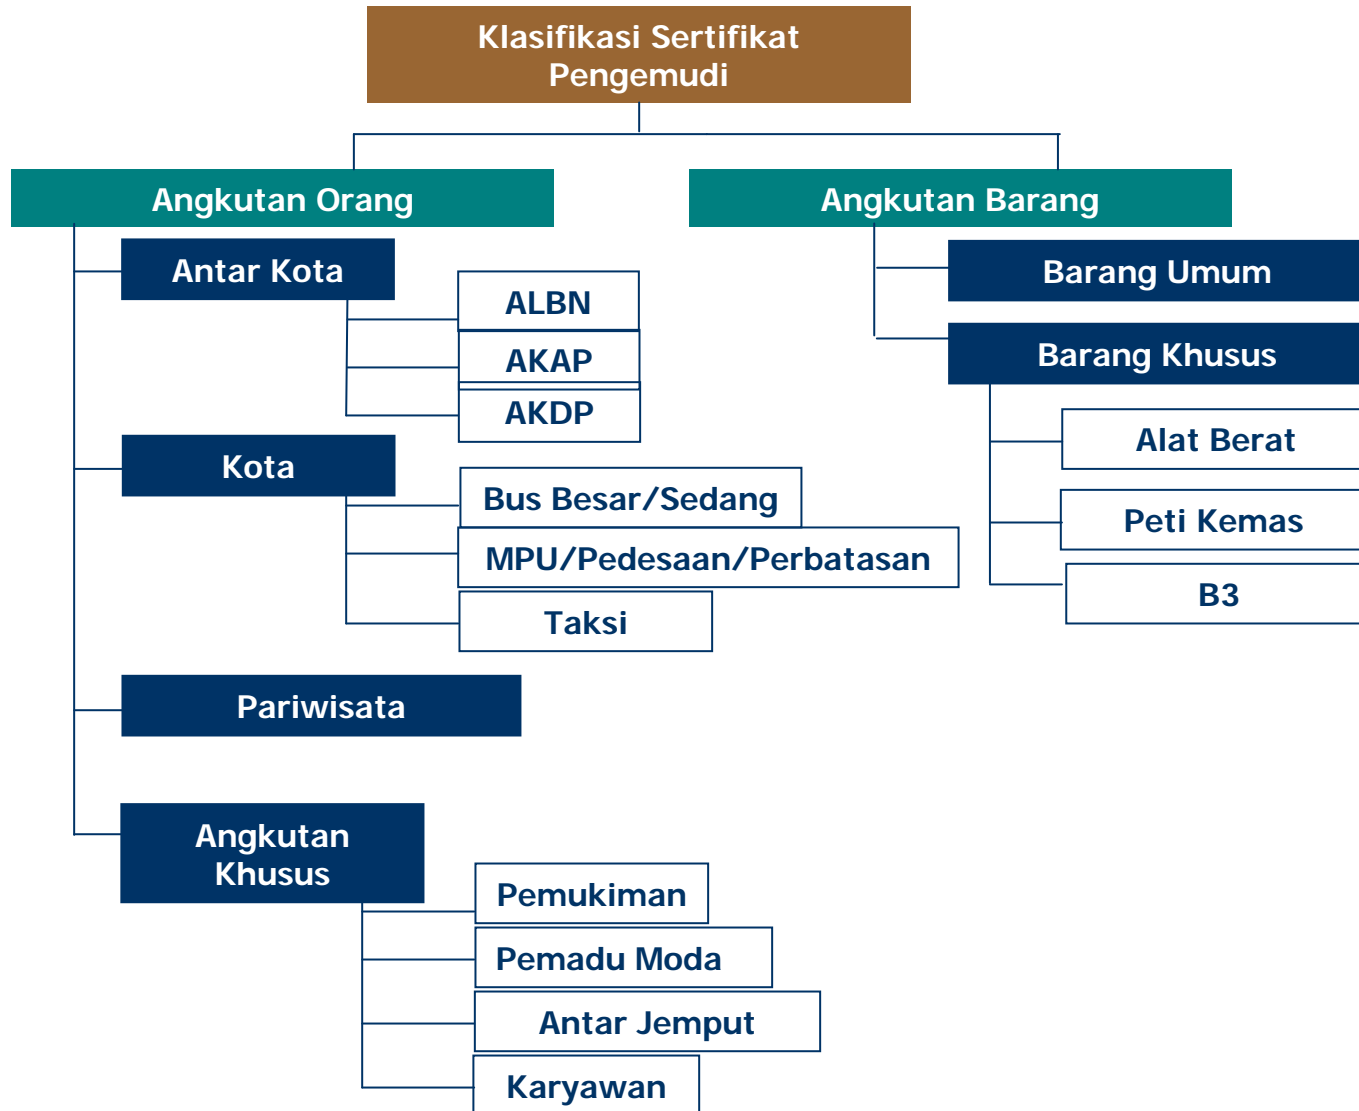 Klasifikasi Sertifikat
Pengemudi
Angkutan Orang
Antar Kota
ALBN
AKAP
AKDP
Kota
Bus Besar/Sedang
MPU/Pedesaan/Perbatasan
Taksi
Pariwisata
Angkutan
Khusus
Pemukiman
Pemadu Moda
Antar Jemput
Karyawan
Angkutan Barang
Barang Umum
Barang Khusus
Alat Berat
Peti Kemas
B3